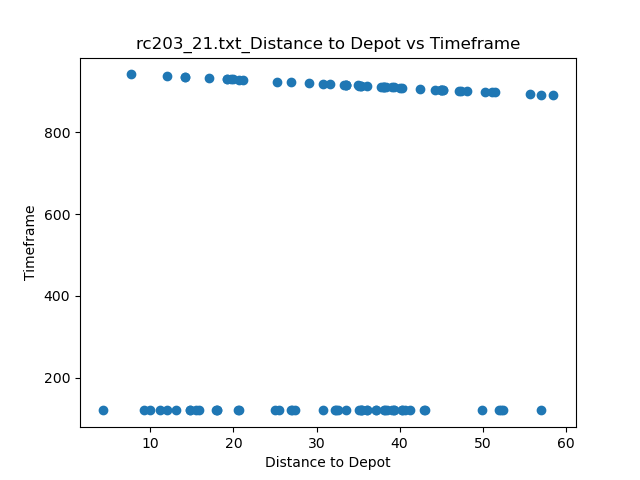 rc203_21.txt_Distance to Depot vs Timeframe
800
600
400
200
Timeframe
10 20 30 40 50 60
Distance to Depot